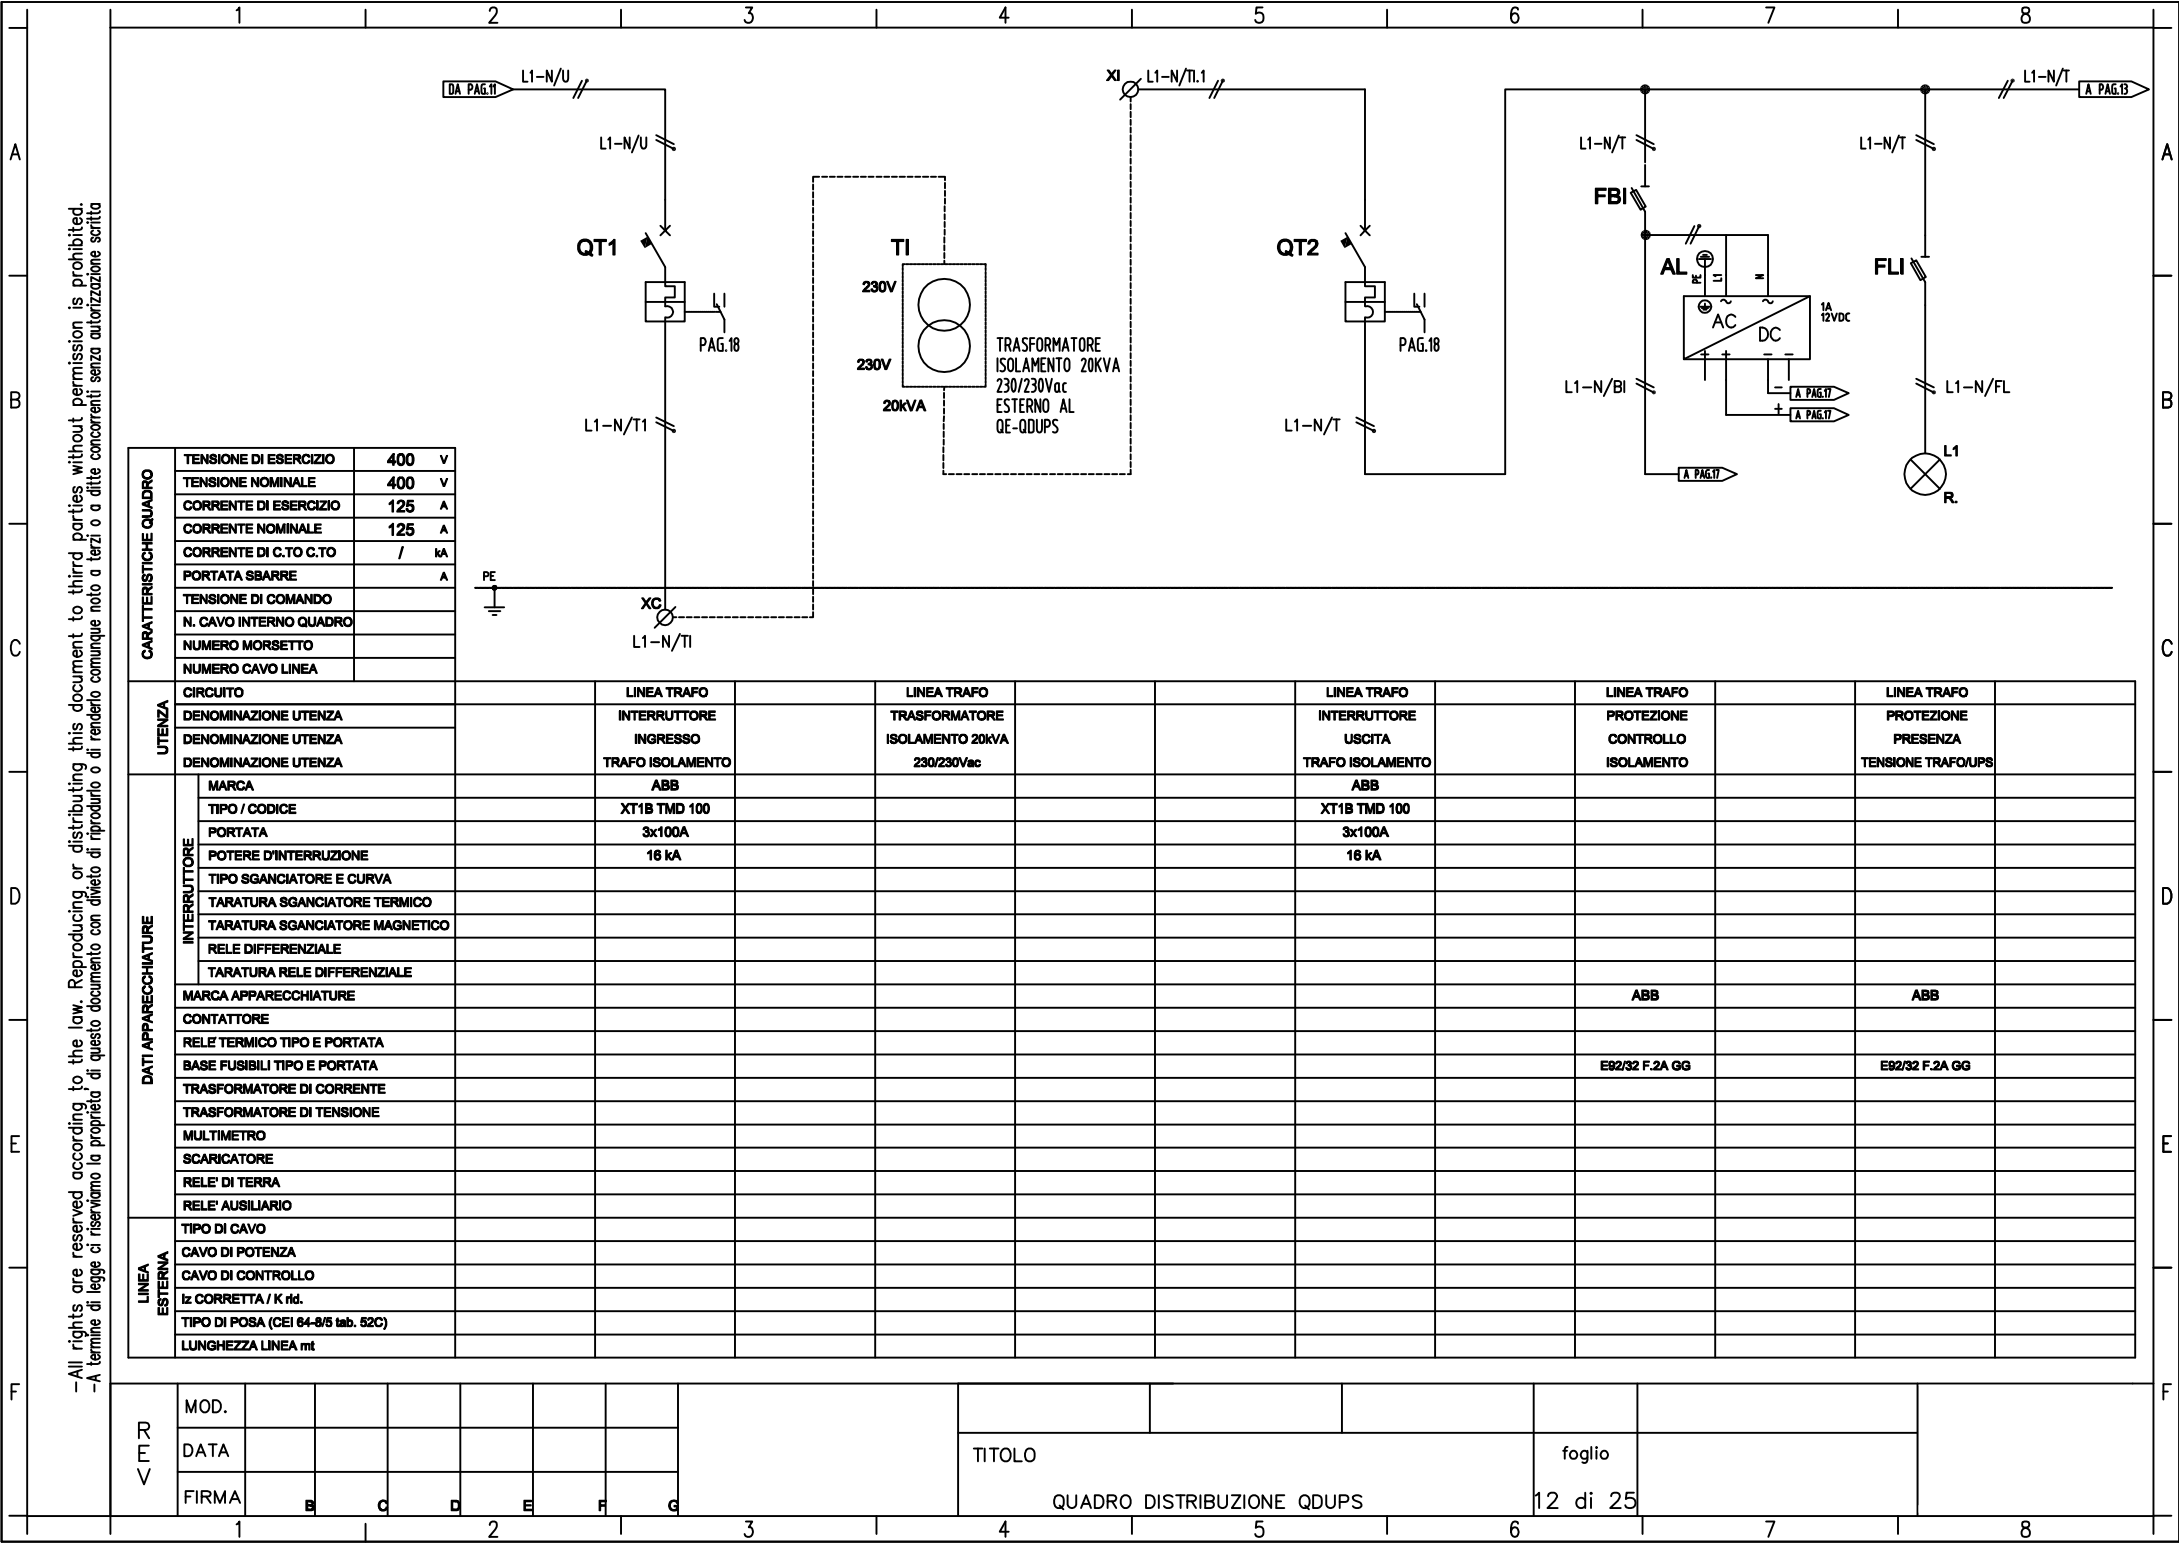 1 2 3 4 5 6 7 8
A A
B B
C C
D D
E E
F F
-All rights are reserved according to the law. Reproducing or distributing this document to thirrd parties without permission is prohibited.
-A termine di legge ci riserviamo la proprieta' di questo documento con divieto di riprodurlo o di renderlo comunque noto a terzi o a ditte concorrenti senza autorizzazione scritta
DA PAG.11
L1-N/U
L1-N/U
QT1
LI
PAG.18
L1-N/T1
PE
XC
L1-N/TI
TI
230V
230V
20kVA
TRASFORMATORE
ISOLAMENTO 20KVA
230/230Vac
ESTERNO AL
QE-QDUPS
XI
L1-N/TI.1
QT2
LI
PAG.18
L1-N/T
L1-N/T
FBI
AL
PE
L1
N
AC
DC
1A
12VDC
+ + - -
- A PAG.17
+ A PAG.17
L1-N/BI
A PAG.17
L1-N/T
A PAG.13
L1-N/T
FLI
L1-N/FL
L1
R.
CARATTERISTICHE QUADRO
TENSIONE DI ESERCIZIO 400 V
TENSIONE NOMINALE 400 V
CORRENTE DI ESERCIZIO 125 A
CORRENTE NOMINALE 125 A
CORRENTE DI C.TO C.TO / kA
PORTATA SBARRE A
TENSIONE DI COMANDO
N. CAVO INTERNO QUADRO
NUMERO MORSETTO
NUMERO CAVO LINEA
UTENZA
CIRCUITO LINEA TRAFO LINEA TRAFO LINEA TRAFO LINEA TRAFO LINEA TRAFO
DENOMINAZIONE UTENZA INTERRUTTORE TRASFORMATORE INTERRUTTORE PROTEZIONE PROTEZIONE
DENOMINAZIONE UTENZA INGRESSO ISOLAMENTO 20kVA USCITA CONTROLLO PRESENZA
DENOMINAZIONE UTENZA TRAFO ISOLAMENTO 230/230Vac TRAFO ISOLAMENTO ISOLAMENTO TENSIONE TRAFO/UPS
DATI APPARECCHIATURE
INTERRUTTORE
MARCA ABB ABB
TIPO / CODICE XT1B TMD 100 XT1B TMD 100
PORTATA 3x100A 3x100A
POTERE D'INTERRUZIONE 16 kA 16 kA
TIPO SGANCIATORE E CURVA
TARATURA SGANCIATORE TERMICO
TARATURA SGANCIATORE MAGNETICO
RELE DIFFERENZIALE
TARATURA RELE DIFFERENZIALE
MARCA APPARECCHIATURE ABB ABB
CONTATTORE
RELE' TERMICO TIPO E PORTATA
BASE FUSIBILI TIPO E PORTATA E92/32 F.2A GG E92/32 F.2A GG
TRASFORMATORE DI CORRENTE
TRASFORMATORE DI TENSIONE
MULTIMETRO
SCARICATORE
RELE' DI TERRA
RELE' AUSILIARIO
LINEA
ESTERNA
TIPO DI CAVO
CAVO DI POTENZA
CAVO DI CONTROLLO
Iz CORRETTA / K rid.
TIPO DI POSA (CEI 64-8/5 tab. 52C)
LUNGHEZZA LINEA mt
REV
MOD.
DATA
FIRMA B C D E F G
TITOLO
QUADRO DISTRIBUZIONE QDUPS
foglio
12 di 25
1 2 3 4 5 6 7 8